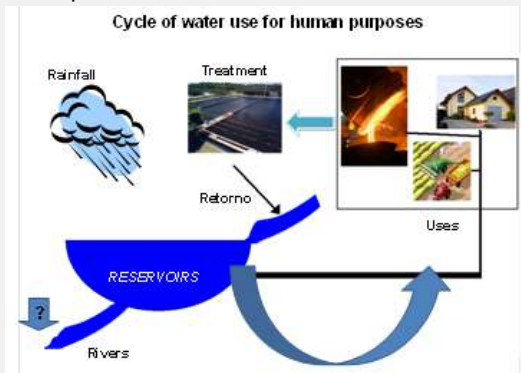 Cycle of water use for human purposes
Rainfall
Treatment
Retorno
Uses
RESERVOIRS
?
Rivers